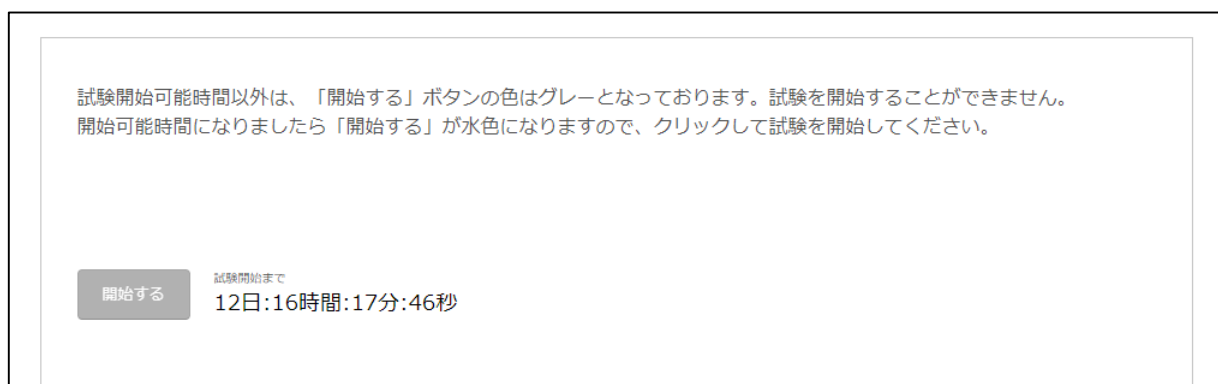 試験開始可能時間以外は、「開始する」ボタンの色はグレーとなっております。試験を開始することができません。
開始可能時間になりましたら「開始する」が水色になりますので、クリックして試験を開始してください。
開始する
試験開始まで
12日:16時間:17分:46秒